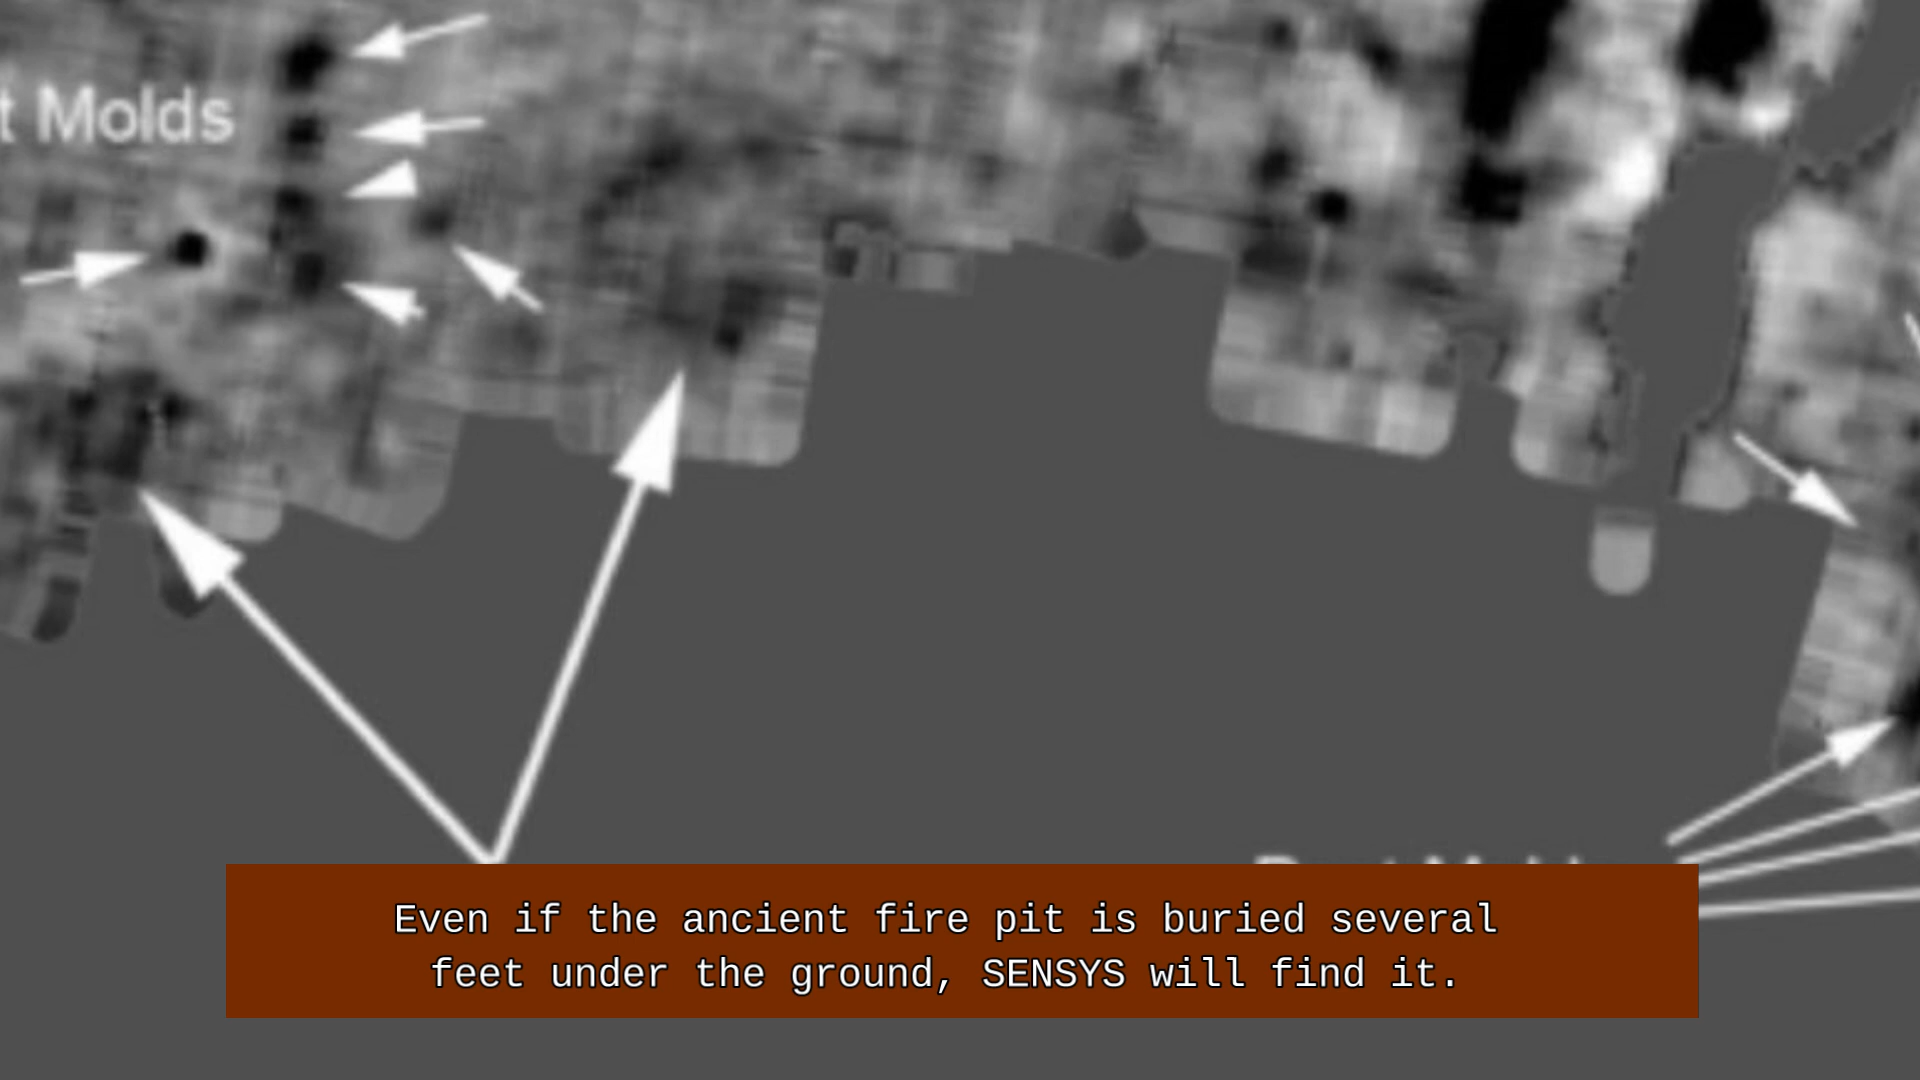 t Molds
Even if the ancient fire pit is buried several
feet under the ground, SENSYS will find it.